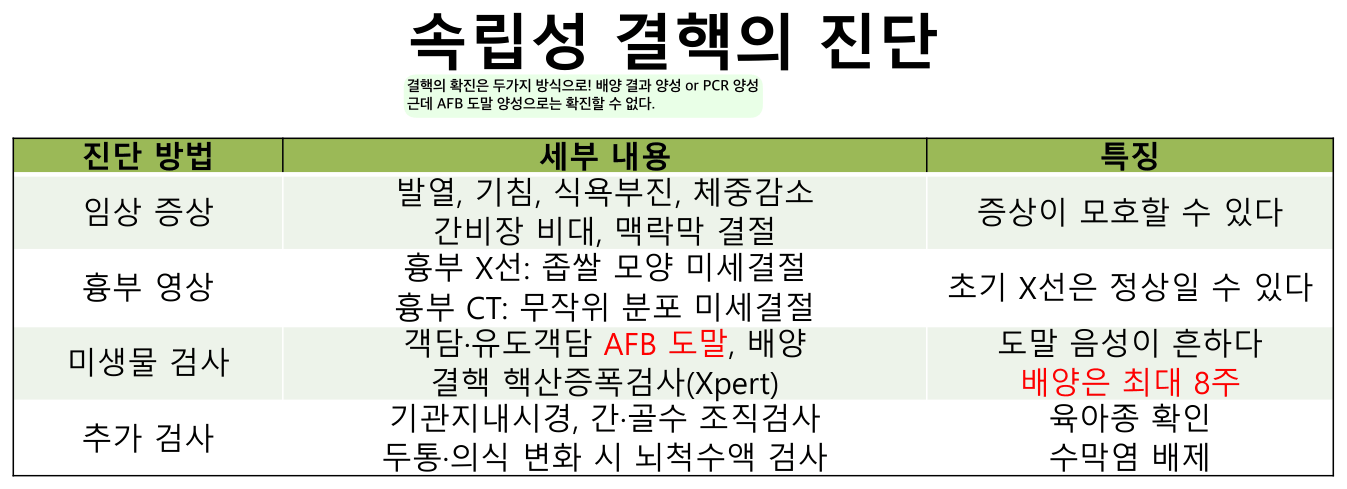 속립성 결핵의 진단
결핵의 확진은 두가지 방식으로! 배양 결과 양성 or PCR 양성
근데 AFB 도말 양성으로는 확진할 수 없다.
진단 방법 세부 내용 특징
임상 증상
발열, 기침, 식욕부진, 체중감소
간비장 비대, 맥락막 결절
증상이 모호할 수 있다
흉부 영상
흉부 X선: 좁쌀 모양 미세결절
흉부 CT: 무작위 분포 미세결절
초기 X선은 정상일 수 있다
미생물 검사
객담·유도객담 AFB 도말, 배양
결핵 핵산증폭검사(Xpert)
도말 음성이 흔하다
배양은 최대 8주
추가 검사
기관지내시경, 간·골수 조직검사
두통·의식 변화 시 뇌척수액 검사
육아종 확인
수막염 배제